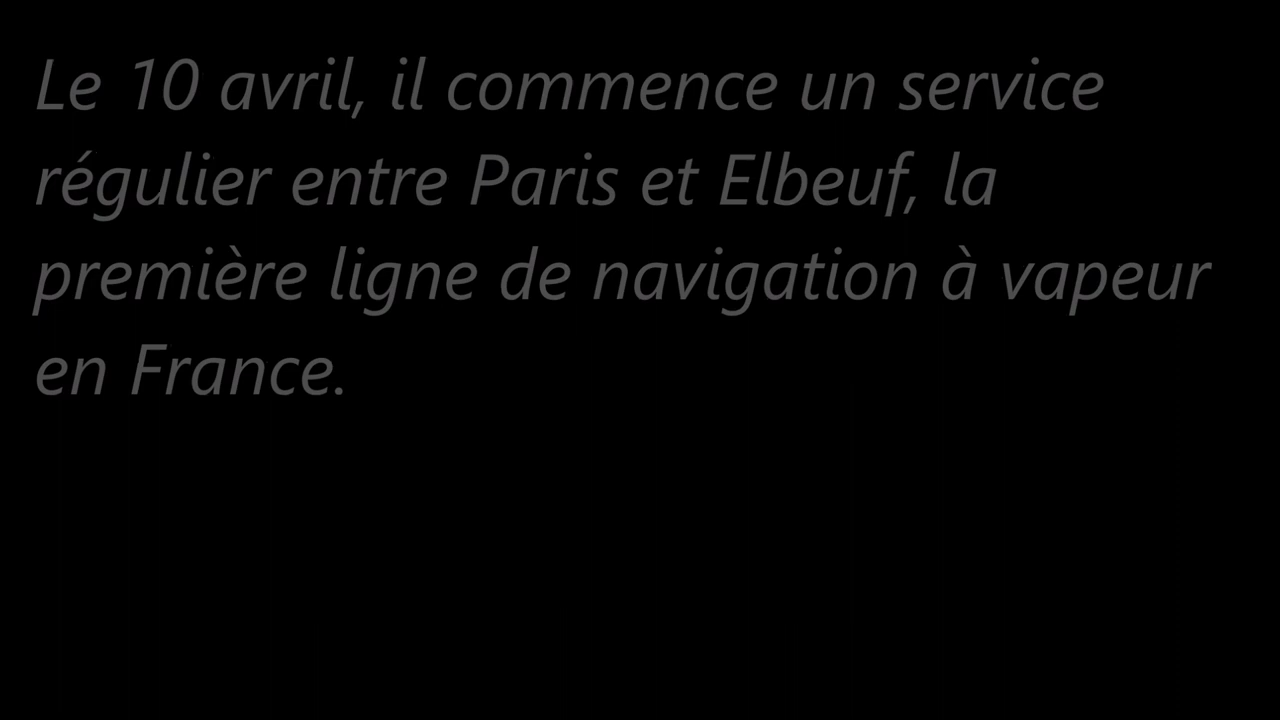 Le 10 avril, il commence un service
régulier entre Paris et Elbeuf, la
première ligne de navigation à vapeur
en France.